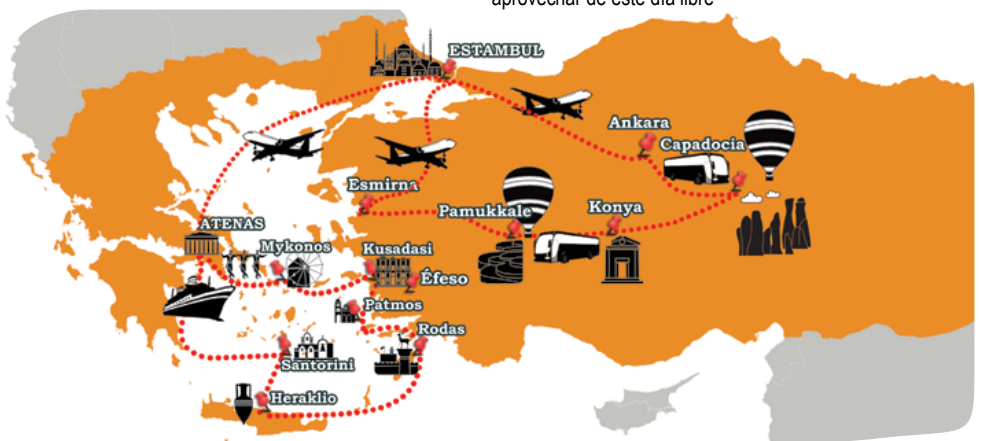 aprovechar de este día libre
ESTAMBUL
Ankara
Capadocia
Esmirna
Pamukkale
Konya
ATENAS
Mykonos
Kusadasi
Éfeso
Patmos
Rodas
Santorini
Heraklio